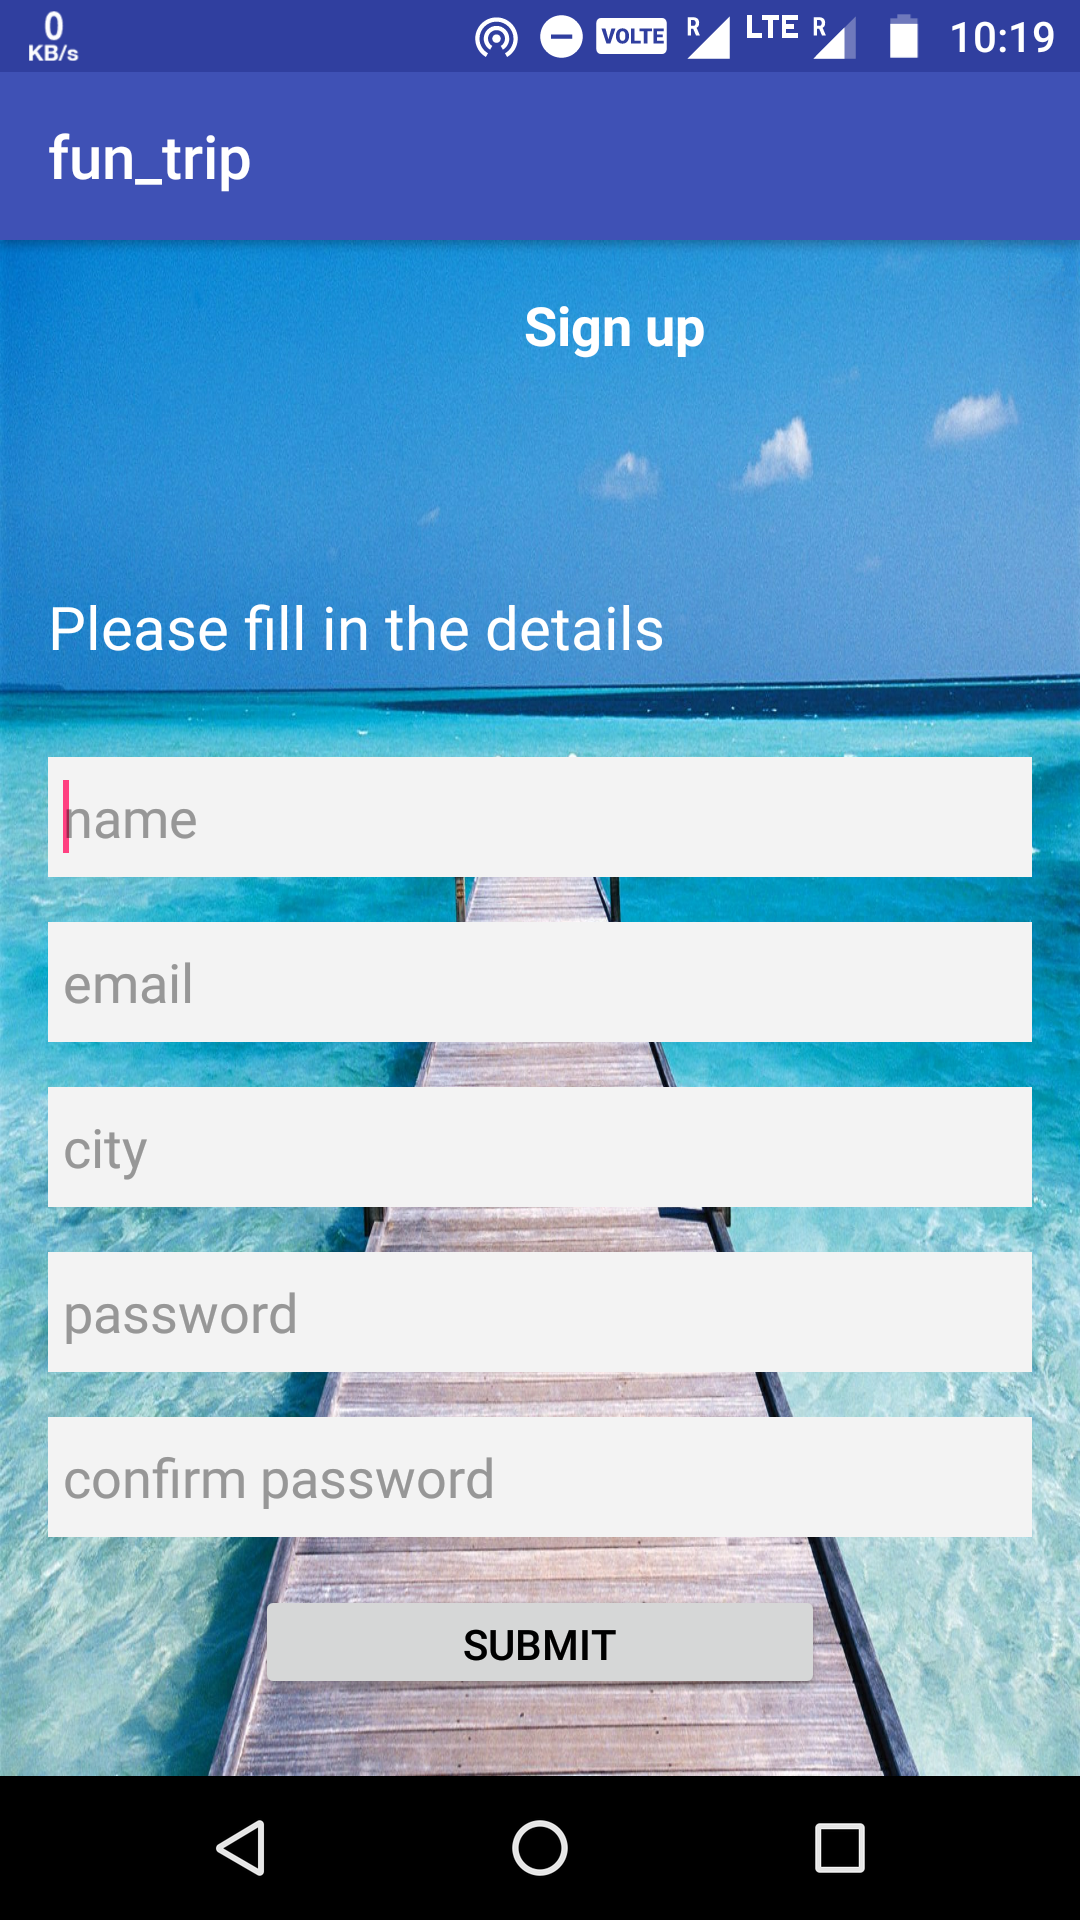 0
KB/s
VOLTE
R
LTE
R
10:19
fun_trip
Sign up
Please fill in the details
name
email
city
password
confirm password
SUBMIT